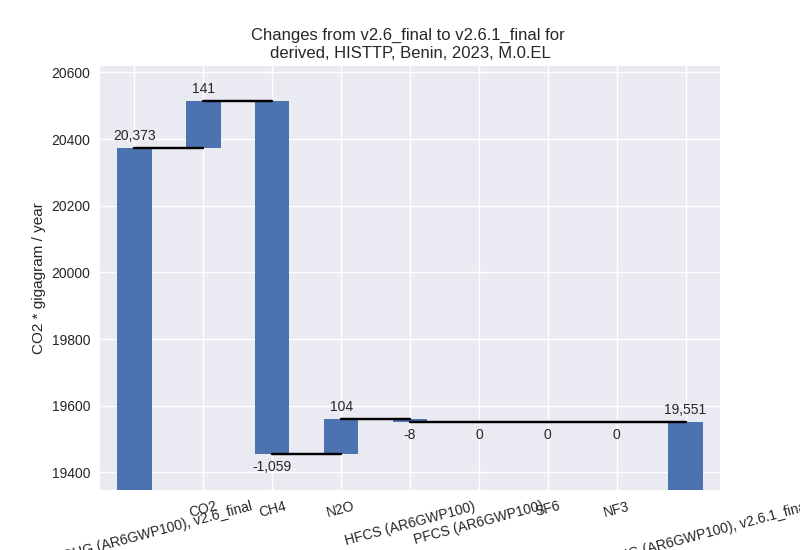 Changes from v2.6_final to v2.6.1_final for
derived, HISTTP, Benin, 2023, M.0.EL
CO2 * gigagram / year
20600
20400
20200
20000
19800
19600
19400
20,373
141
-1,059
104
-8
0
0
0
19,551
(AR6GWP100), v2.6_final
CO2
CH4
N2O
HFCS (AR6GWP100)
PFCS (AR6GWP100)
SF6
NF3
(AR6GWP100), v2.6.1_fina